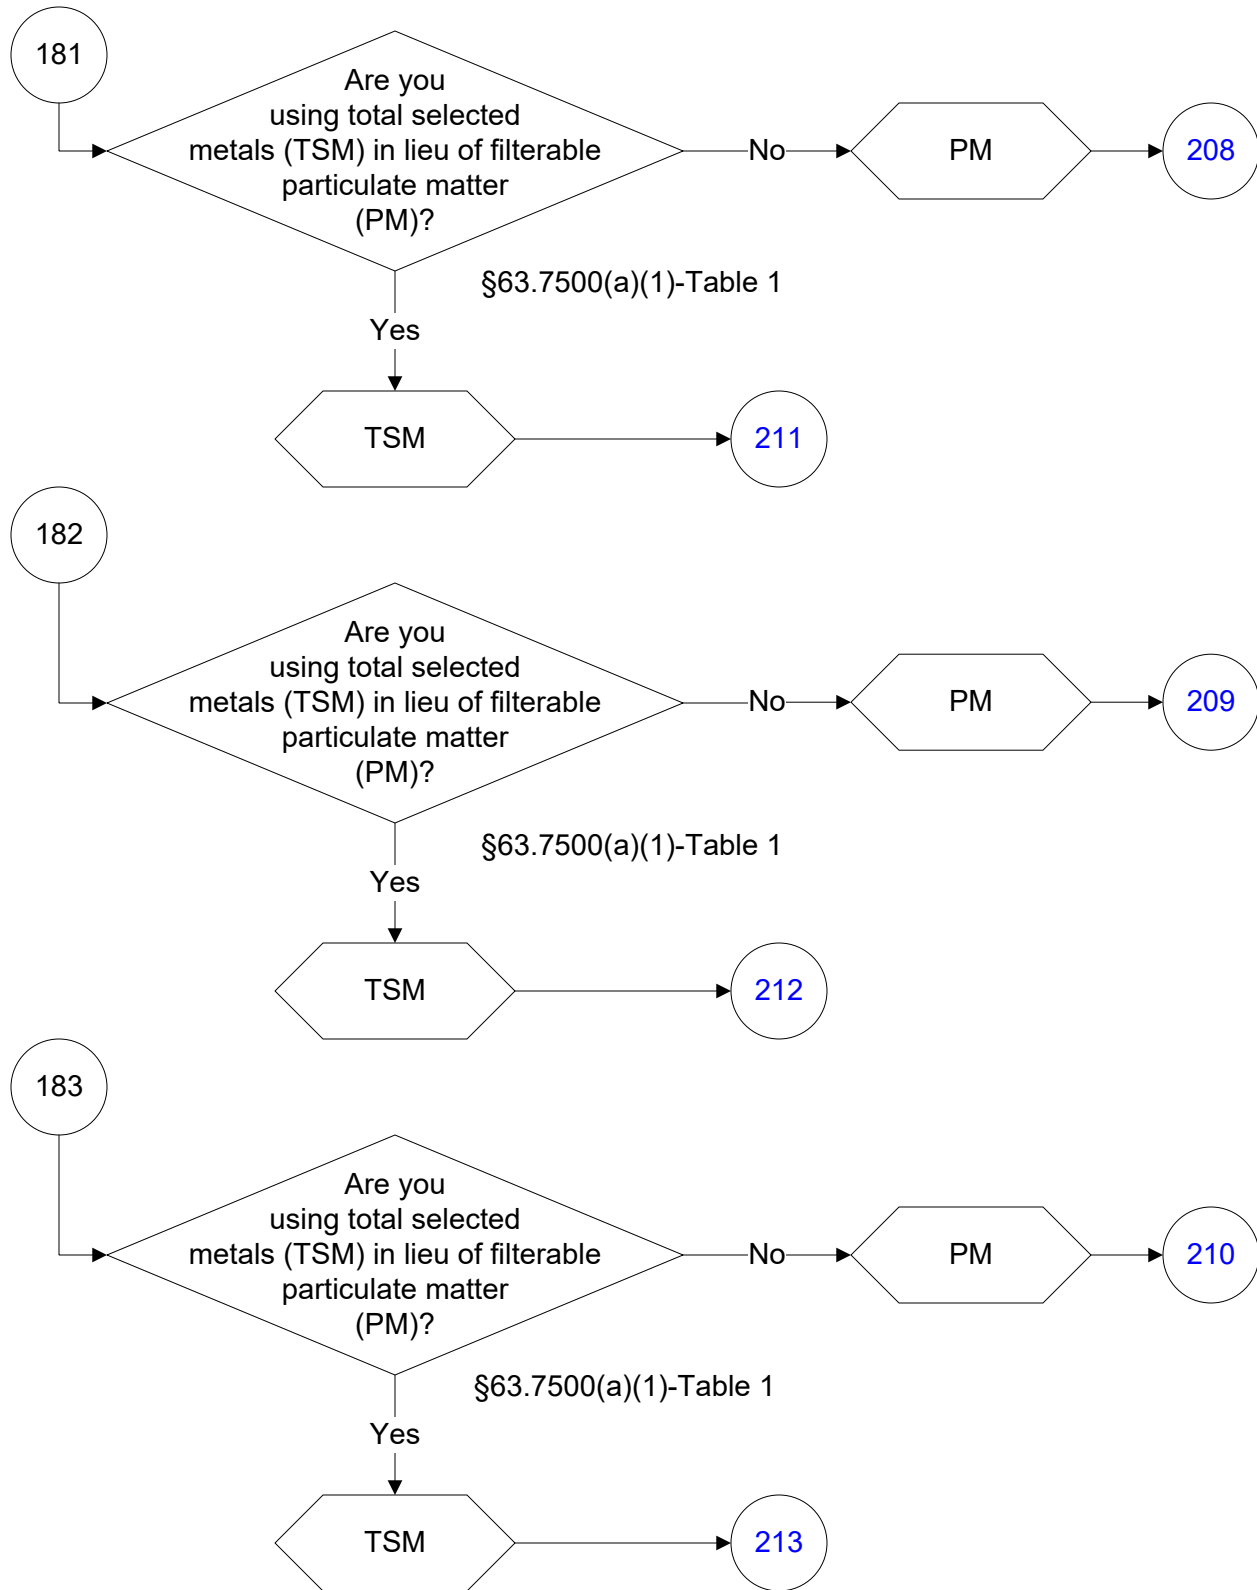 181
Are you
using total selected
metals (TSM) in lieu of filterable
particulate matter
(PM)?
No
PM
208
§63.7500(a)(1)-Table 1
Yes
TSM
211
182
Are you
using total selected
metals (TSM) in lieu of filterable
particulate matter
(PM)?
No
PM
209
§63.7500(a)(1)-Table 1
Yes
TSM
212
183
Are you
using total selected
metals (TSM) in lieu of filterable
particulate matter
(PM)?
No
PM
210
§63.7500(a)(1)-Table 1
Yes
TSM
213